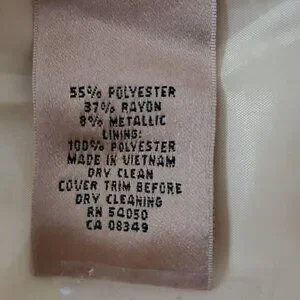 55% POLYESTER
37% RAYON
8% METALLIC
LINING:
100% POLYESTER
MADE IN VIETNAM
DRY CLEAN
COVER TRIM BEFORE
DRY CLEANING
RN 54050
CA 08349